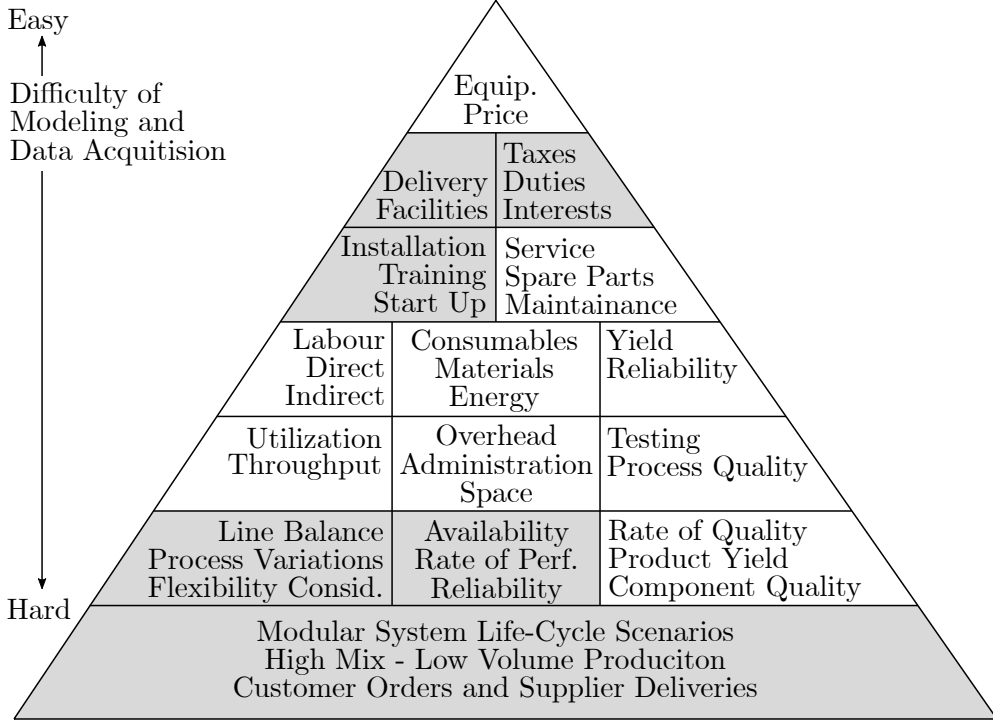 Easy
Difficulty of
Modeling and
Data Acquitision
Hard
Equip.
Price
Delivery
Facilities
Taxes
Duties
Interests
Installation
Training
Start Up
Service
Spare Parts
Maintainance
Labour
Direct
Indirect
Consumables
Materials
Energy
Yield
Reliability
Utilization
Throughput
Overhead
Administration
Space
Testing
Process Quality
Line Balance
Process Variations
Flexibility Consid.
Availability
Rate of Perf.
Reliability
Rate of Quality
Product Yield
Component Quality
Modular System Life-Cycle Scenarios
High Mix - Low Volume Produciton
Customer Orders and Supplier Deliveries